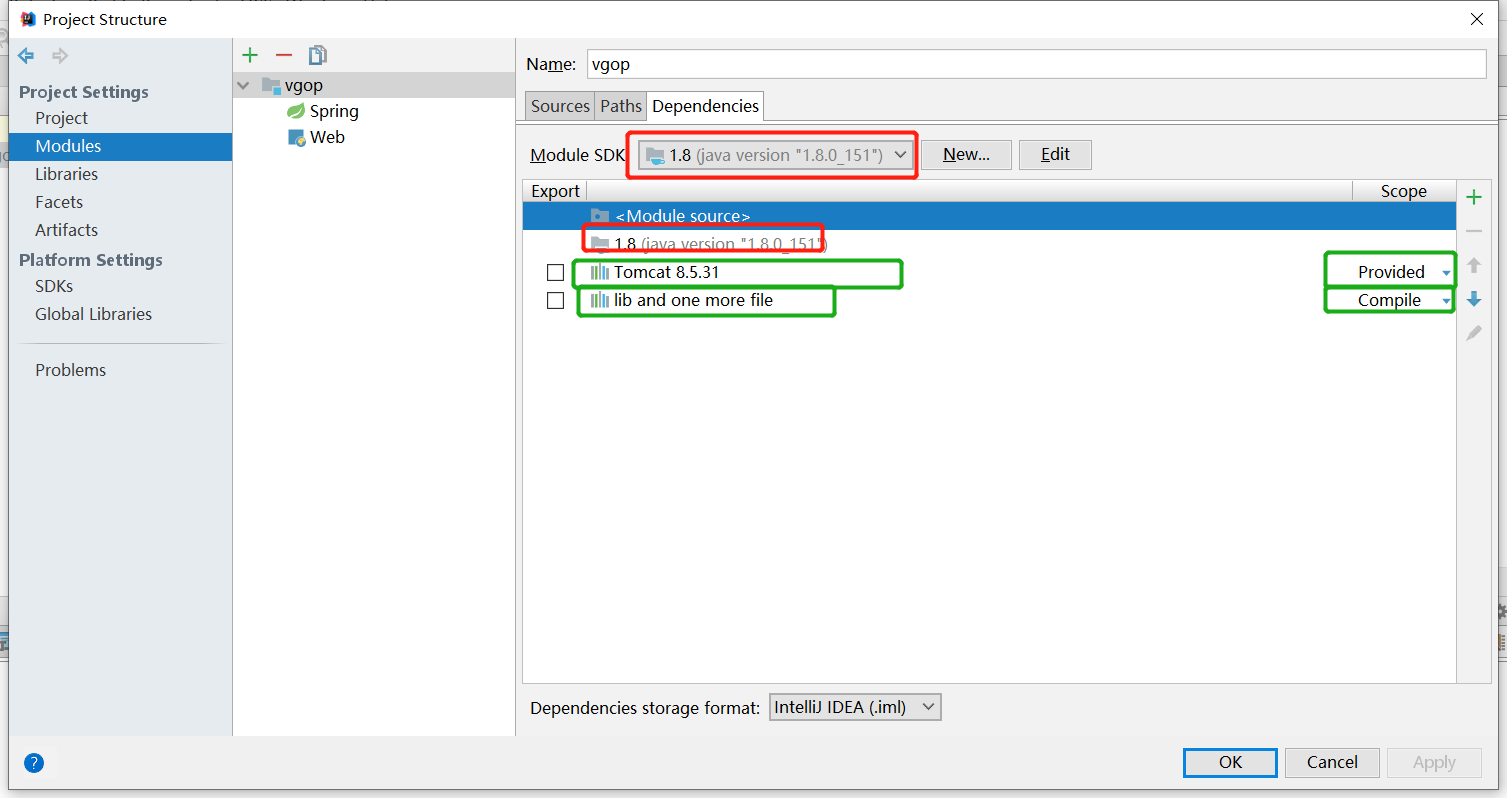 Project Structure
Project Settings
Project
Modules
Libraries
Facets
Artifacts
Platform Settings
SDKs
Global Libraries
Problems
vgop
Spring
Web
Name: vgop
Sources Paths Dependencies
Module SDK 1.8 (java version "1.8.0_151") New... Edit
Export Scope
<Module source>
1.8 (java version "1.8.0_151")
Tomcat 8.5.31 Provided
lib and one more file Compile
Dependencies storage format: IntelliJ IDEA (.iml)
? OK Cancel Apply